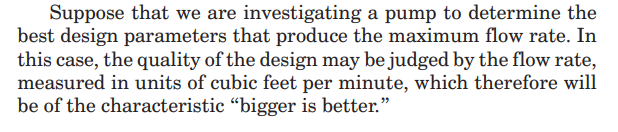 Suppose that we are investigating a pump to determine the
best design parameters that produce the maximum flow rate. In
this case, the quality of the design may be judged by the flow rate,
measured in units of cubic feet per minute, which therefore will
be of the characteristic “bigger is better.”